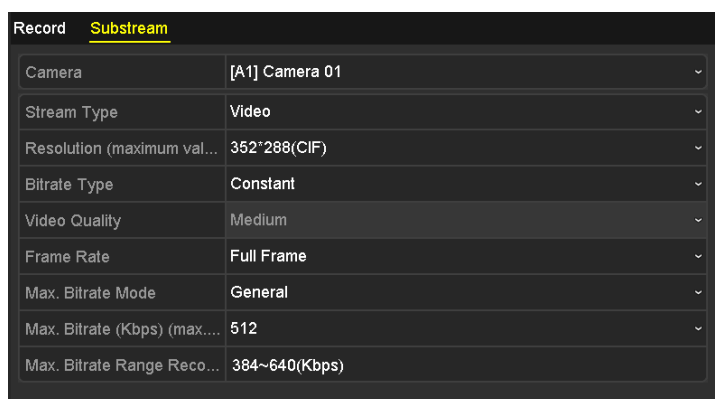 Record Substream
Camera [A1] Camera 01
Stream Type Video
Resolution (maximum val... 352*288(CIF)
Bitrate Type Constant
Video Quality Medium
Frame Rate Full Frame
Max. Bitrate Mode General
Max. Bitrate (Kbps) (max.... 512
Max. Bitrate Range Reco... 384~640(Kbps)